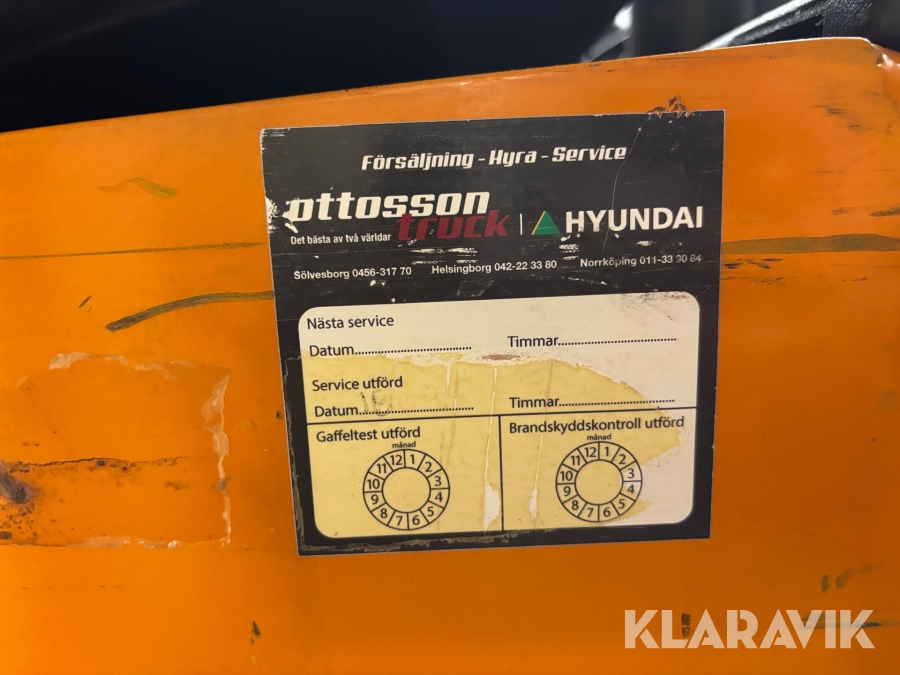 Försäljning - Hyra - Service
ottosson
truck | HYUNDAI
Det bästa av två världar
Sölvesborg 0456-317 70 Helsingborg 042-22 33 80 Norrköping 011-33 30 84
Nästa service
Datum.......................................... Timmar..........................................
Service utförd
Datum.......................................... Timmar..........................................
Gaffeltest utförd Brandskyddskontroll utförd
månad månad
1 2 3 4 5 6 7 8 9 10 11 12
1 2 3 4 5 6 7 8 9 10 11 12
KLARAVIK